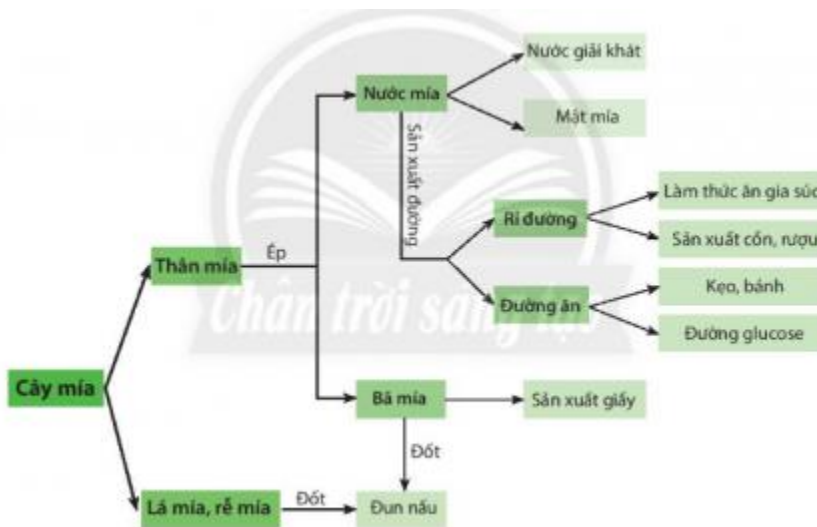 Nước giải khát
Nước mía
Mật mía
Sản xuất đường
Làm thức ăn gia súc
Rỉ đường
Sản xuất cồn, rượu
Ép
Thân mía
Kẹo, bánh
Đường ăn
Đường glucose
Chân trời sáng tạo
Cây mía
Bã mía
Sản xuất giấy
Đốt
Lá mía, rễ mía
Đốt
Đun nấu